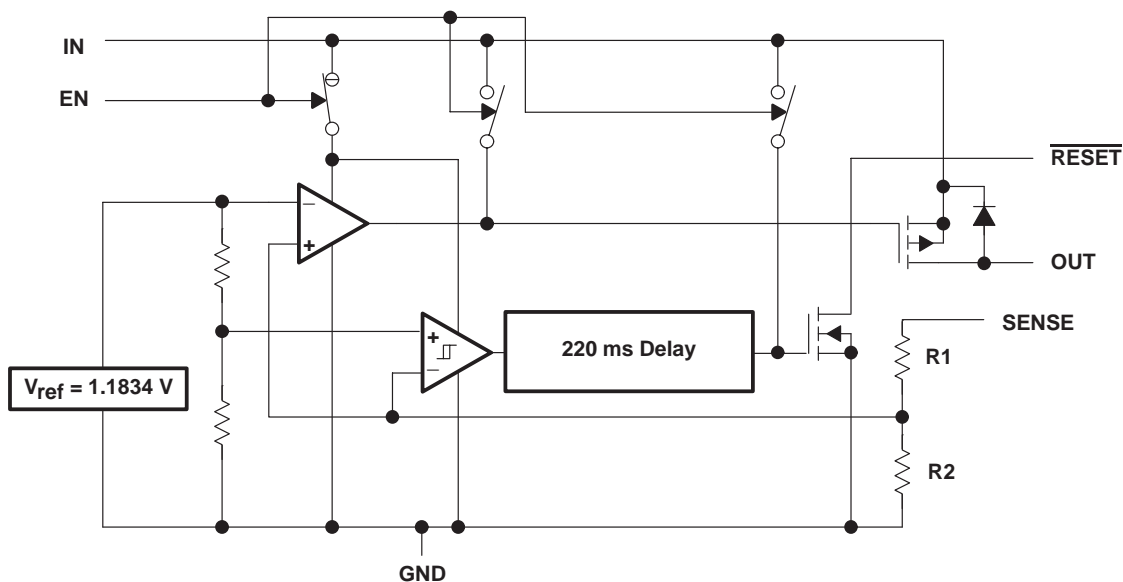 IN
EN
RESET
OUT
SENSE
−
+
+
−
220 ms Delay
R1
Vref = 1.1834 V
R2
GND